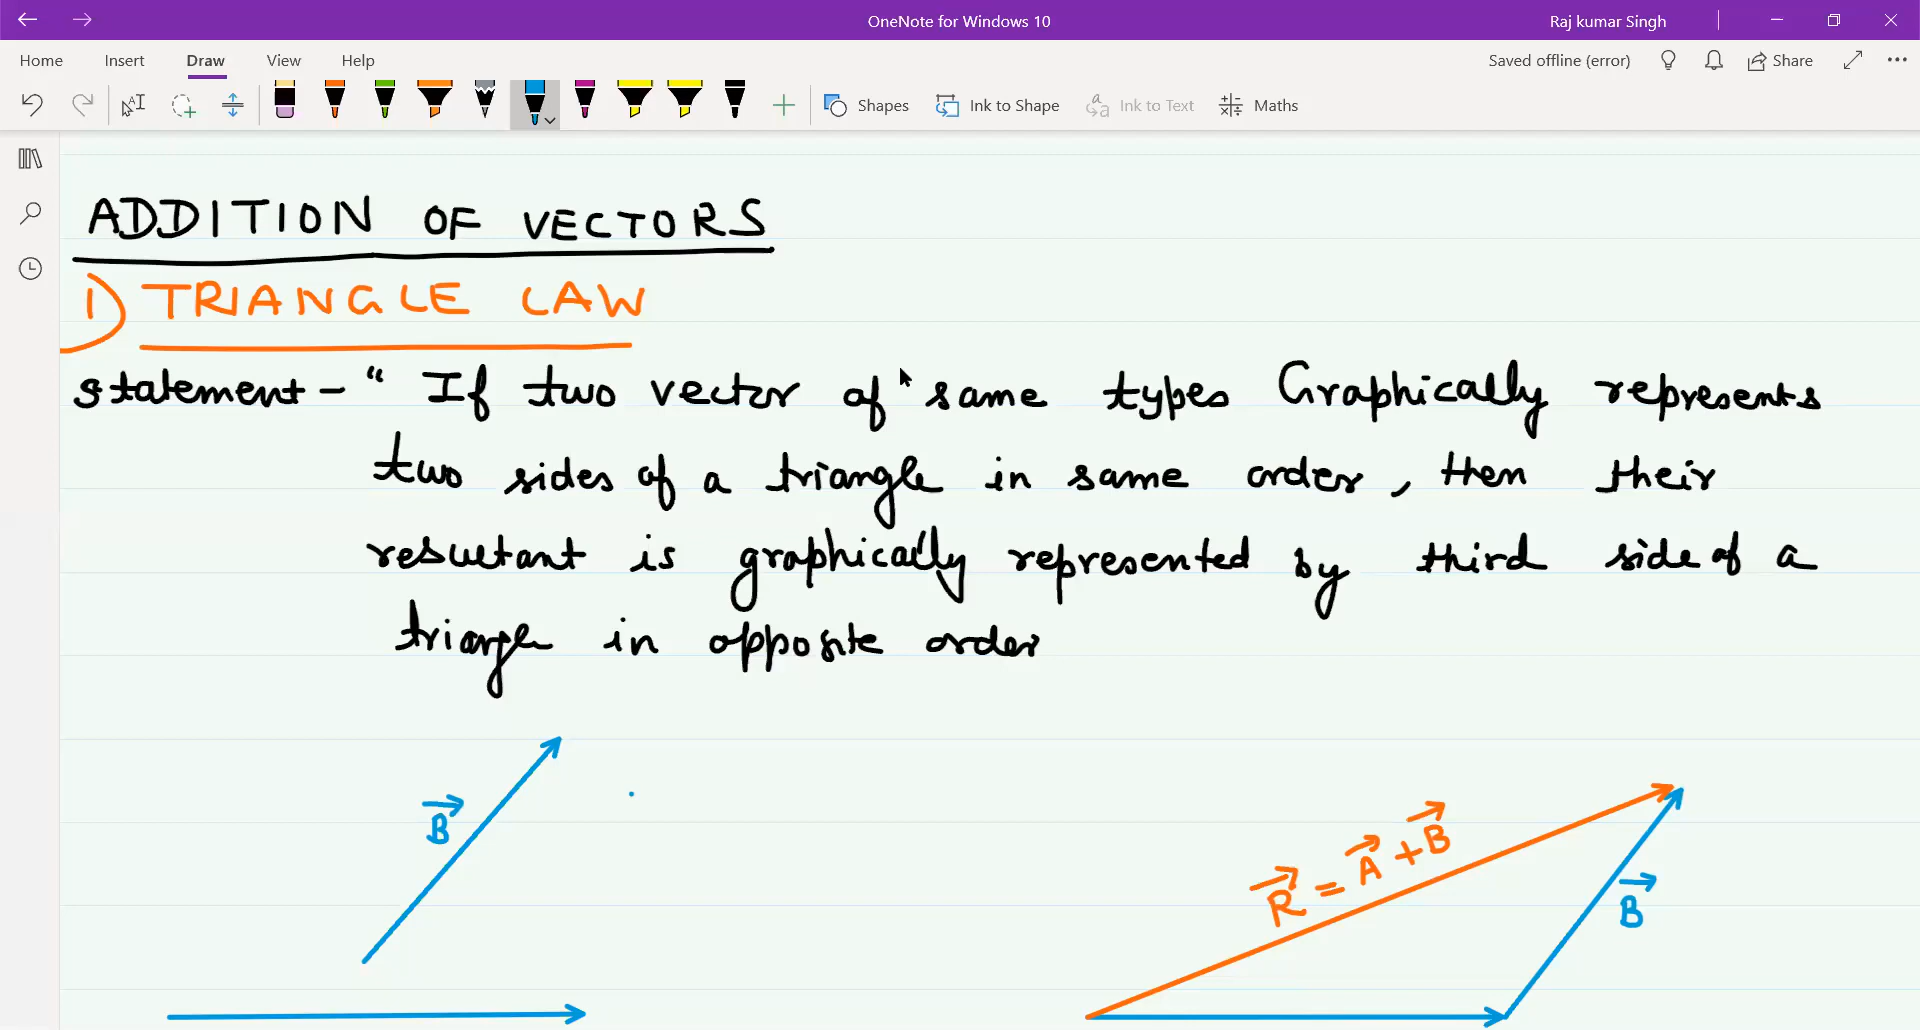 OneNote for Windows 10
Raj kumar Singh
Home Insert Draw View Help
Saved offline (error) Share
Shapes Ink to Shape Ink to Text Maths
ADDITION OF VECTORS
1) TRIANGLE LAW
statement - " If two vector of same types Graphically represents
two sides of a triangle in same order, then their
resultant is graphically represented by third side of a
triangle in opposite order
B⃗
R⃗ = A⃗ + B⃗
B⃗